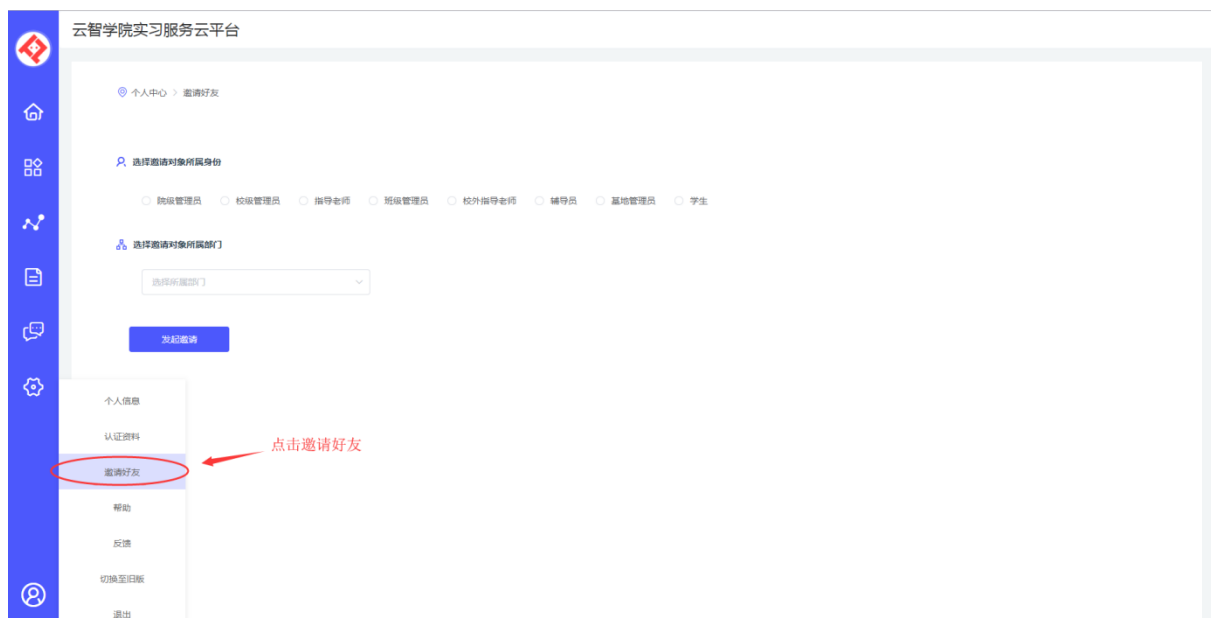 云智学院实习服务云平台
个人中心 > 邀请好友
选择邀请对象所属身份
院级管理员 校级管理员 指导老师 班级管理员 校外指导老师 辅导员 基地管理员 学生
选择邀请对象所属部门
选择所属部门
发起邀请
个人信息
认证资料
点击邀请好友
邀请好友
帮助
反馈
切换至旧版
退出